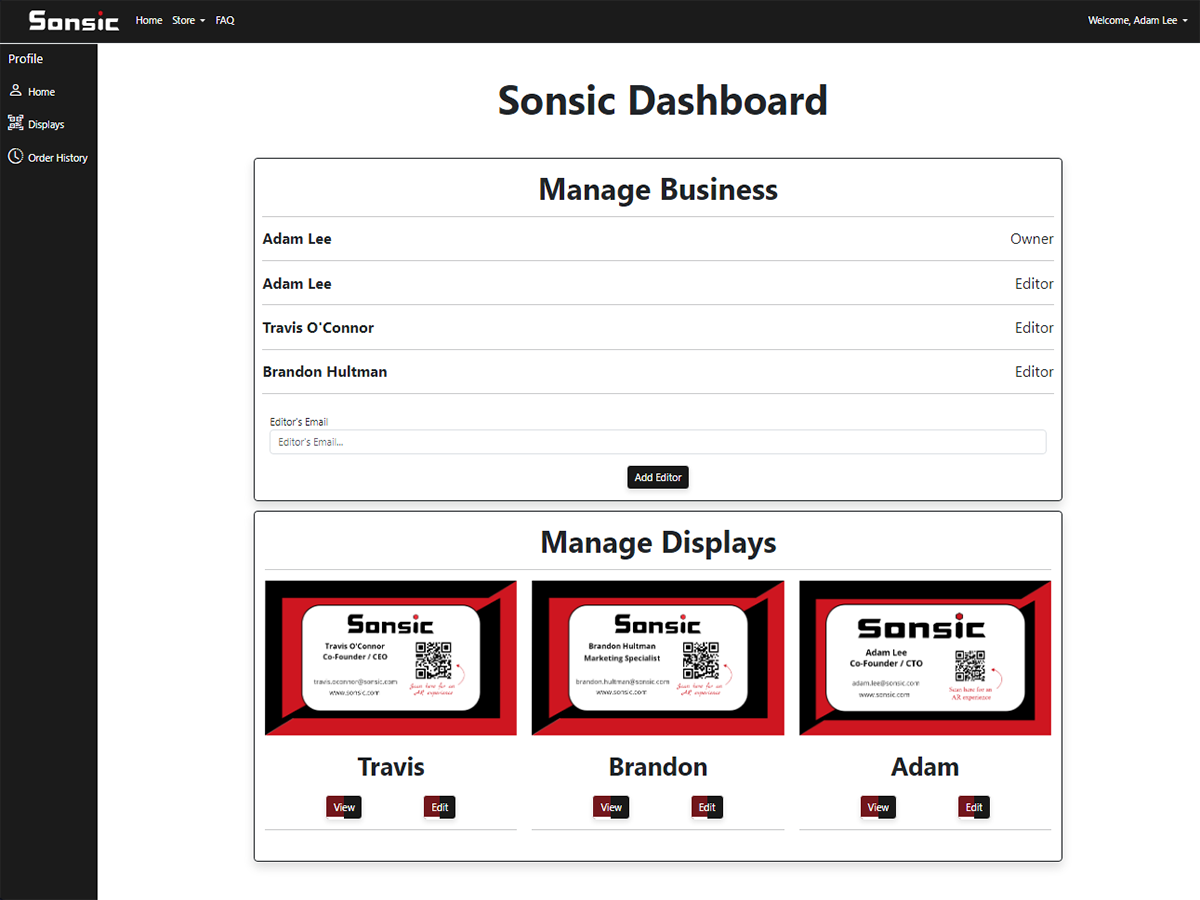 Sonsic Home Store FAQ Welcome, Adam Lee
Profile
Home
Displays
Order History
Sonsic Dashboard
Manage Business
Adam Lee Owner
Adam Lee Editor
Travis O'Connor Editor
Brandon Hultman Editor
Editor's Email
Editor's Email...
Add Editor
Manage Displays
Sonsic
Travis O'Connor
Co-Founder / CEO
travis.oconnor@sonsic.com
www.sonsic.com
Scan here for an
AR experience
Sonsic
Brandon Hultman
Marketing Specialist
brandon.hultman@sonsic.com
www.sonsic.com
Scan here for an
AR experience
Sonsic
Adam Lee
Co-Founder / CTO
adam.lee@sonsic.com
www.sonsic.com
Scan here for an
AR experience
Travis
View Edit
Brandon
View Edit
Adam
View Edit